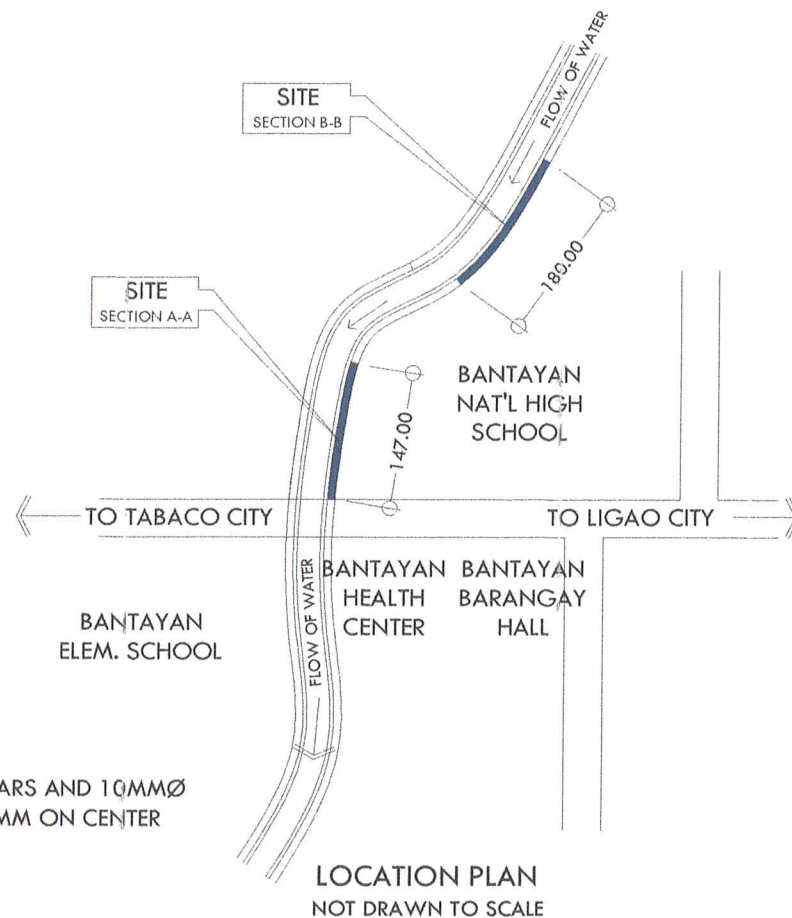 FLOW OF WATER
SITE
SECTION B-B
180.00
SITE
SECTION A-A
147.00
BANTAYAN
NAT'L HIGH
SCHOOL
TO TABACO CITY
TO LIGAO CITY
FLOW OF WATER
BANTAYAN
HEALTH
CENTER
BANTAYAN
BARANGAY
HALL
BANTAYAN
ELEM. SCHOOL
ARS AND 10MMØ
MM ON CENTER
LOCATION PLAN
NOT DRAWN TO SCALE